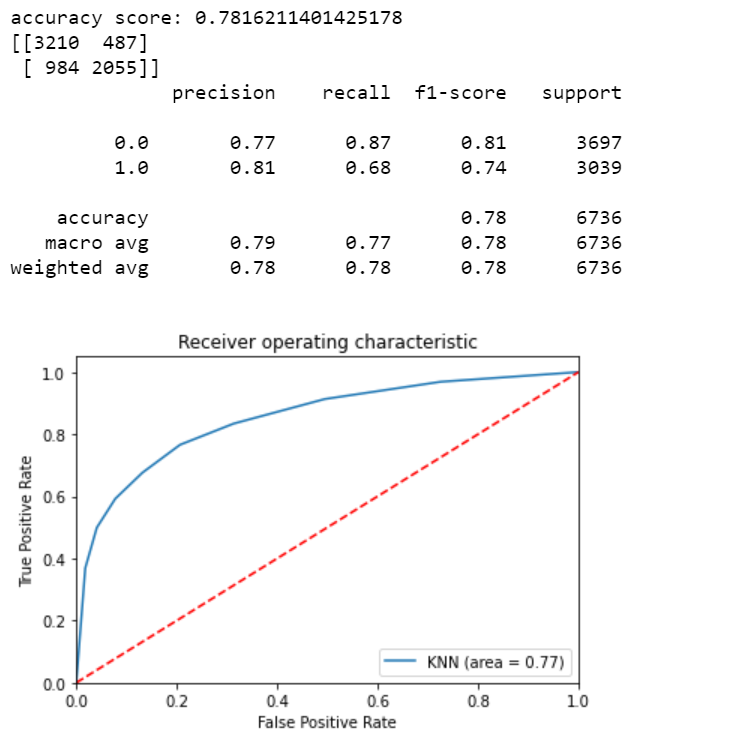 accuracy score: 0.7816211401425178
[[3210  487]
 [ 984 2055]]
              precision    recall  f1-score   support

         0.0       0.77      0.87      0.81      3697
         1.0       0.81      0.68      0.74      3039

    accuracy                           0.78      6736
   macro avg       0.79      0.77      0.78      6736
weighted avg       0.78      0.78      0.78      6736

Receiver operating characteristic
1.0
0.8
0.6
0.4
0.2
0.0
True Positive Rate
KNN (area = 0.77)
0.0 0.2 0.4 0.6 0.8 1.0
False Positive Rate